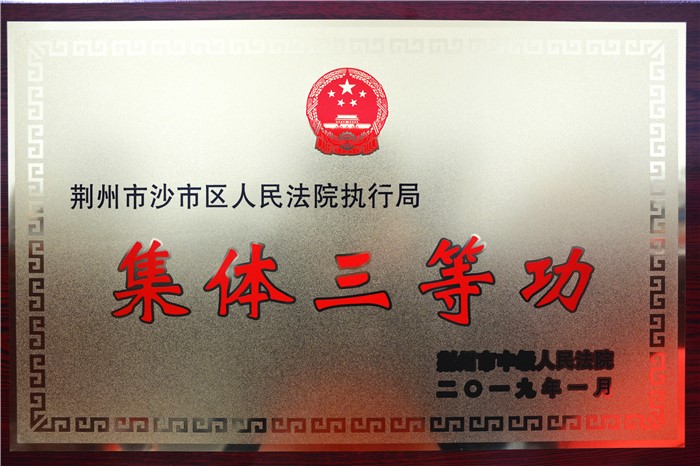 荆州市沙市区人民法院执行局
集体三等功
荆州市中级人民法院
二〇一九年一月